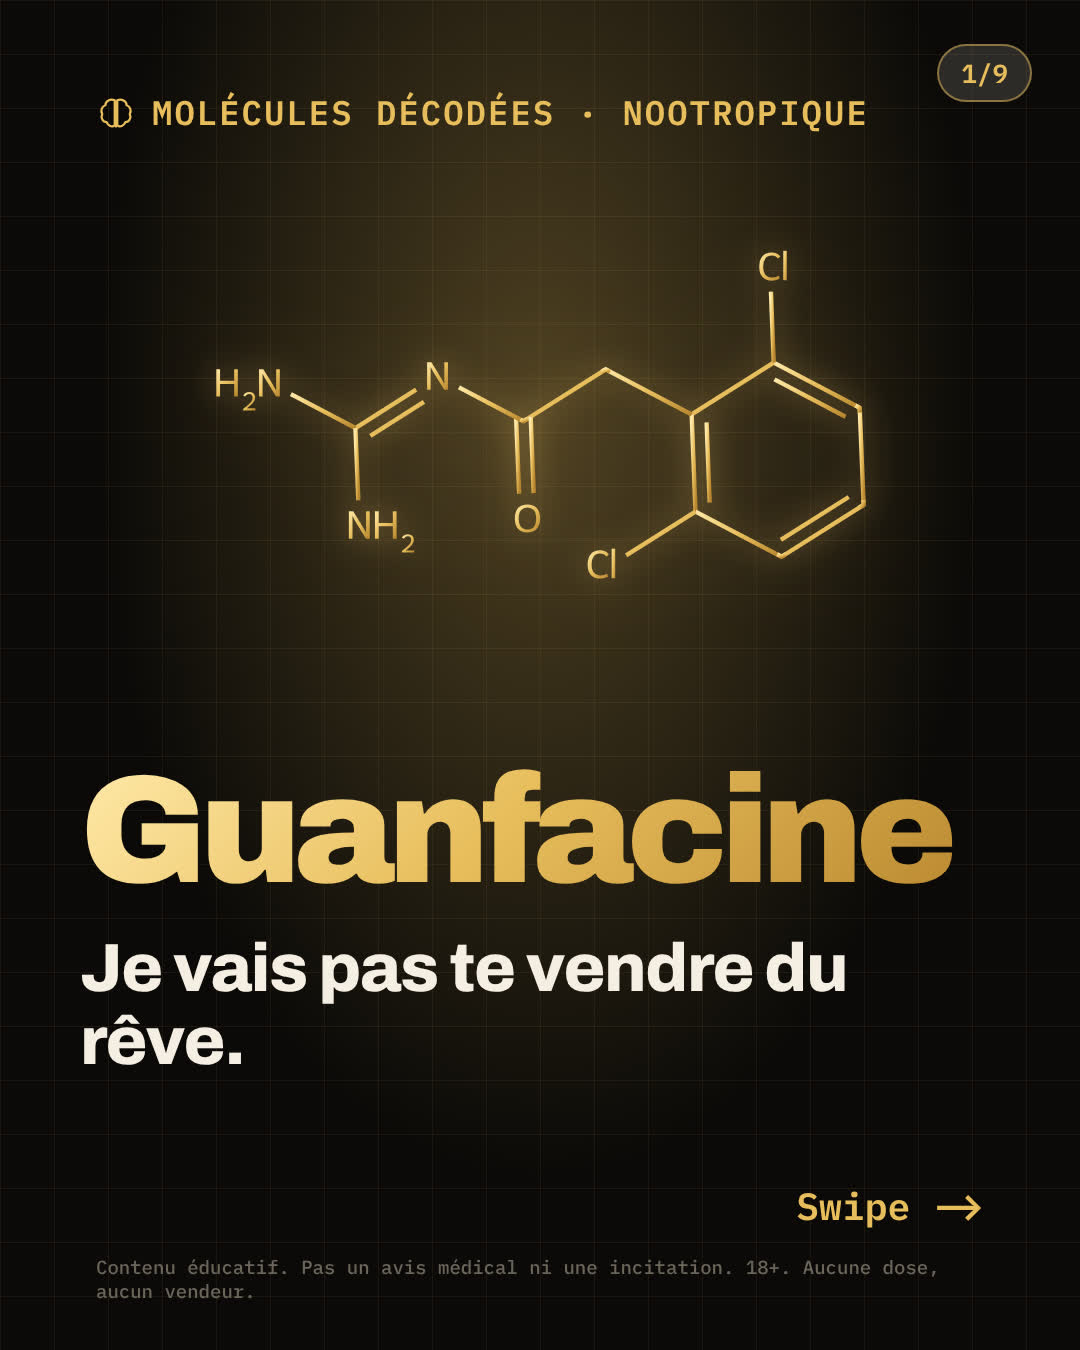 1/9
MOLÉCULES DÉCODÉES · NOOTROPIQUE
Cl
H₂N
N
NH₂
O
Cl
Guanfacine
Je vais pas te vendre du
rêve.
Swipe →
Contenu éducatif. Pas un avis médical ni une incitation. 18+. Aucune dose,
aucun vendeur.